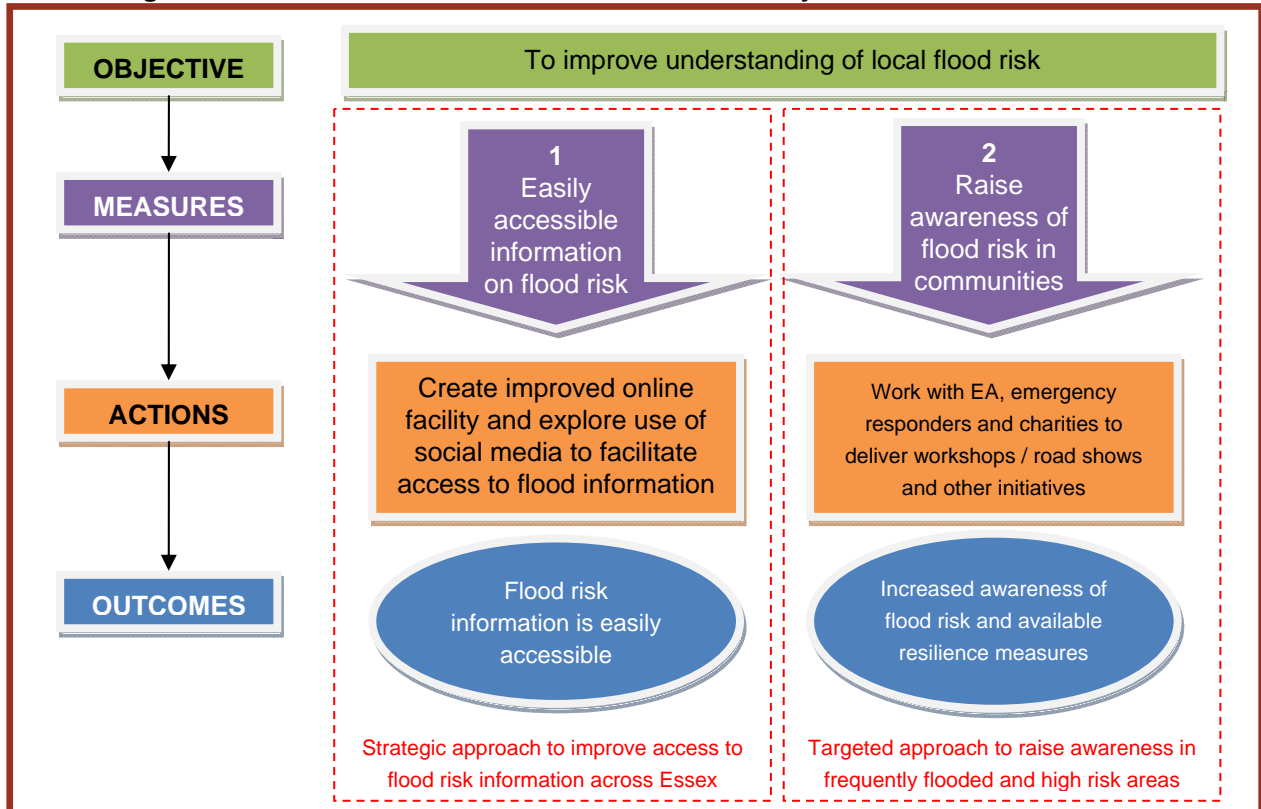 OBJECTIVE
To improve understanding of local flood risk
MEASURES
1
Easily
accessible
information
on flood risk
2
Raise
awareness of
flood risk in
communities
ACTIONS
Create improved online
facility and explore use of
social media to facilitate
access to flood information
Work with EA, emergency
responders and charities to
deliver workshops / road shows
and other initiatives
OUTCOMES
Flood risk
information is easily
accessible
Increased awareness of
flood risk and available
resilience measures
Strategic approach to improve access to
flood risk information across Essex
Targeted approach to raise awareness in
frequently flooded and high risk areas